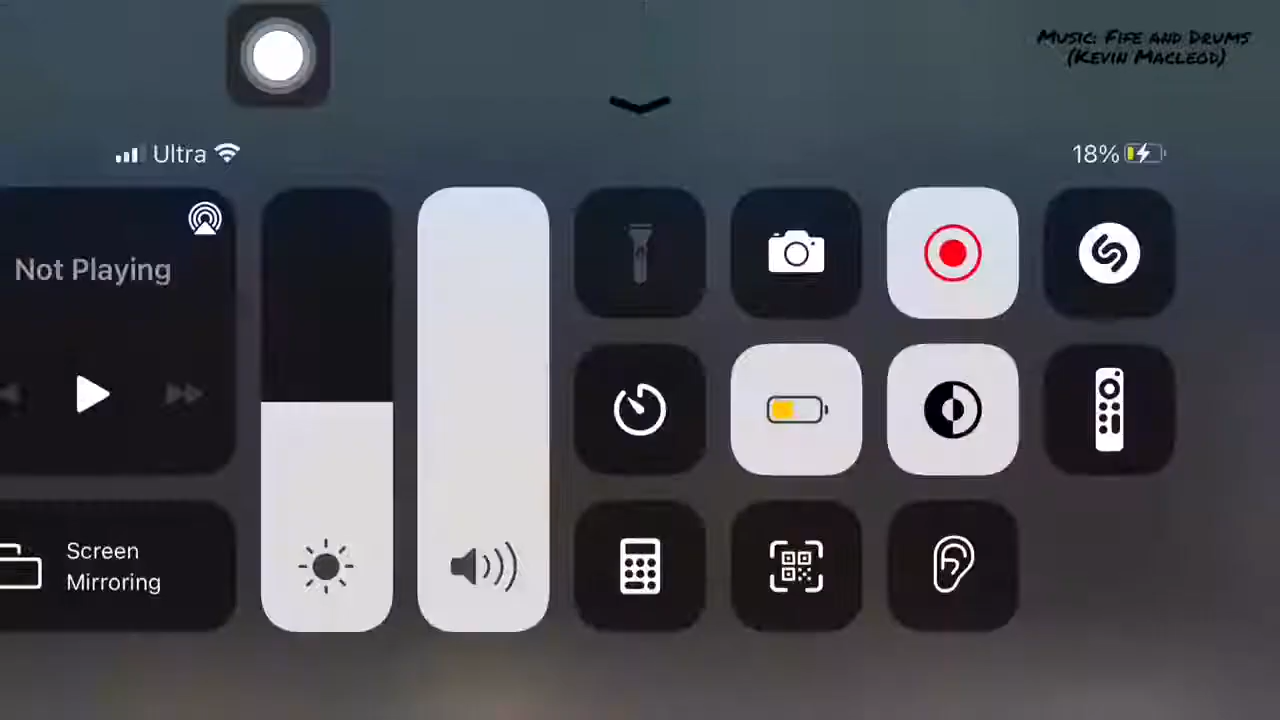 Music: Fife and Drums
(Kevin Macleod)
Ultra
18%
Not Playing
Screen
Mirroring